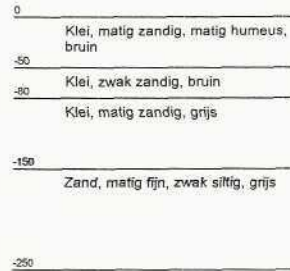 0
Klei, matig zandig, matig humeus,
bruin
-50
Klei, zwak zandig, bruin
-80
Klei, matig zandig, grijs
-150
Zand, matig fijn, zwak siltig, grijs
-250